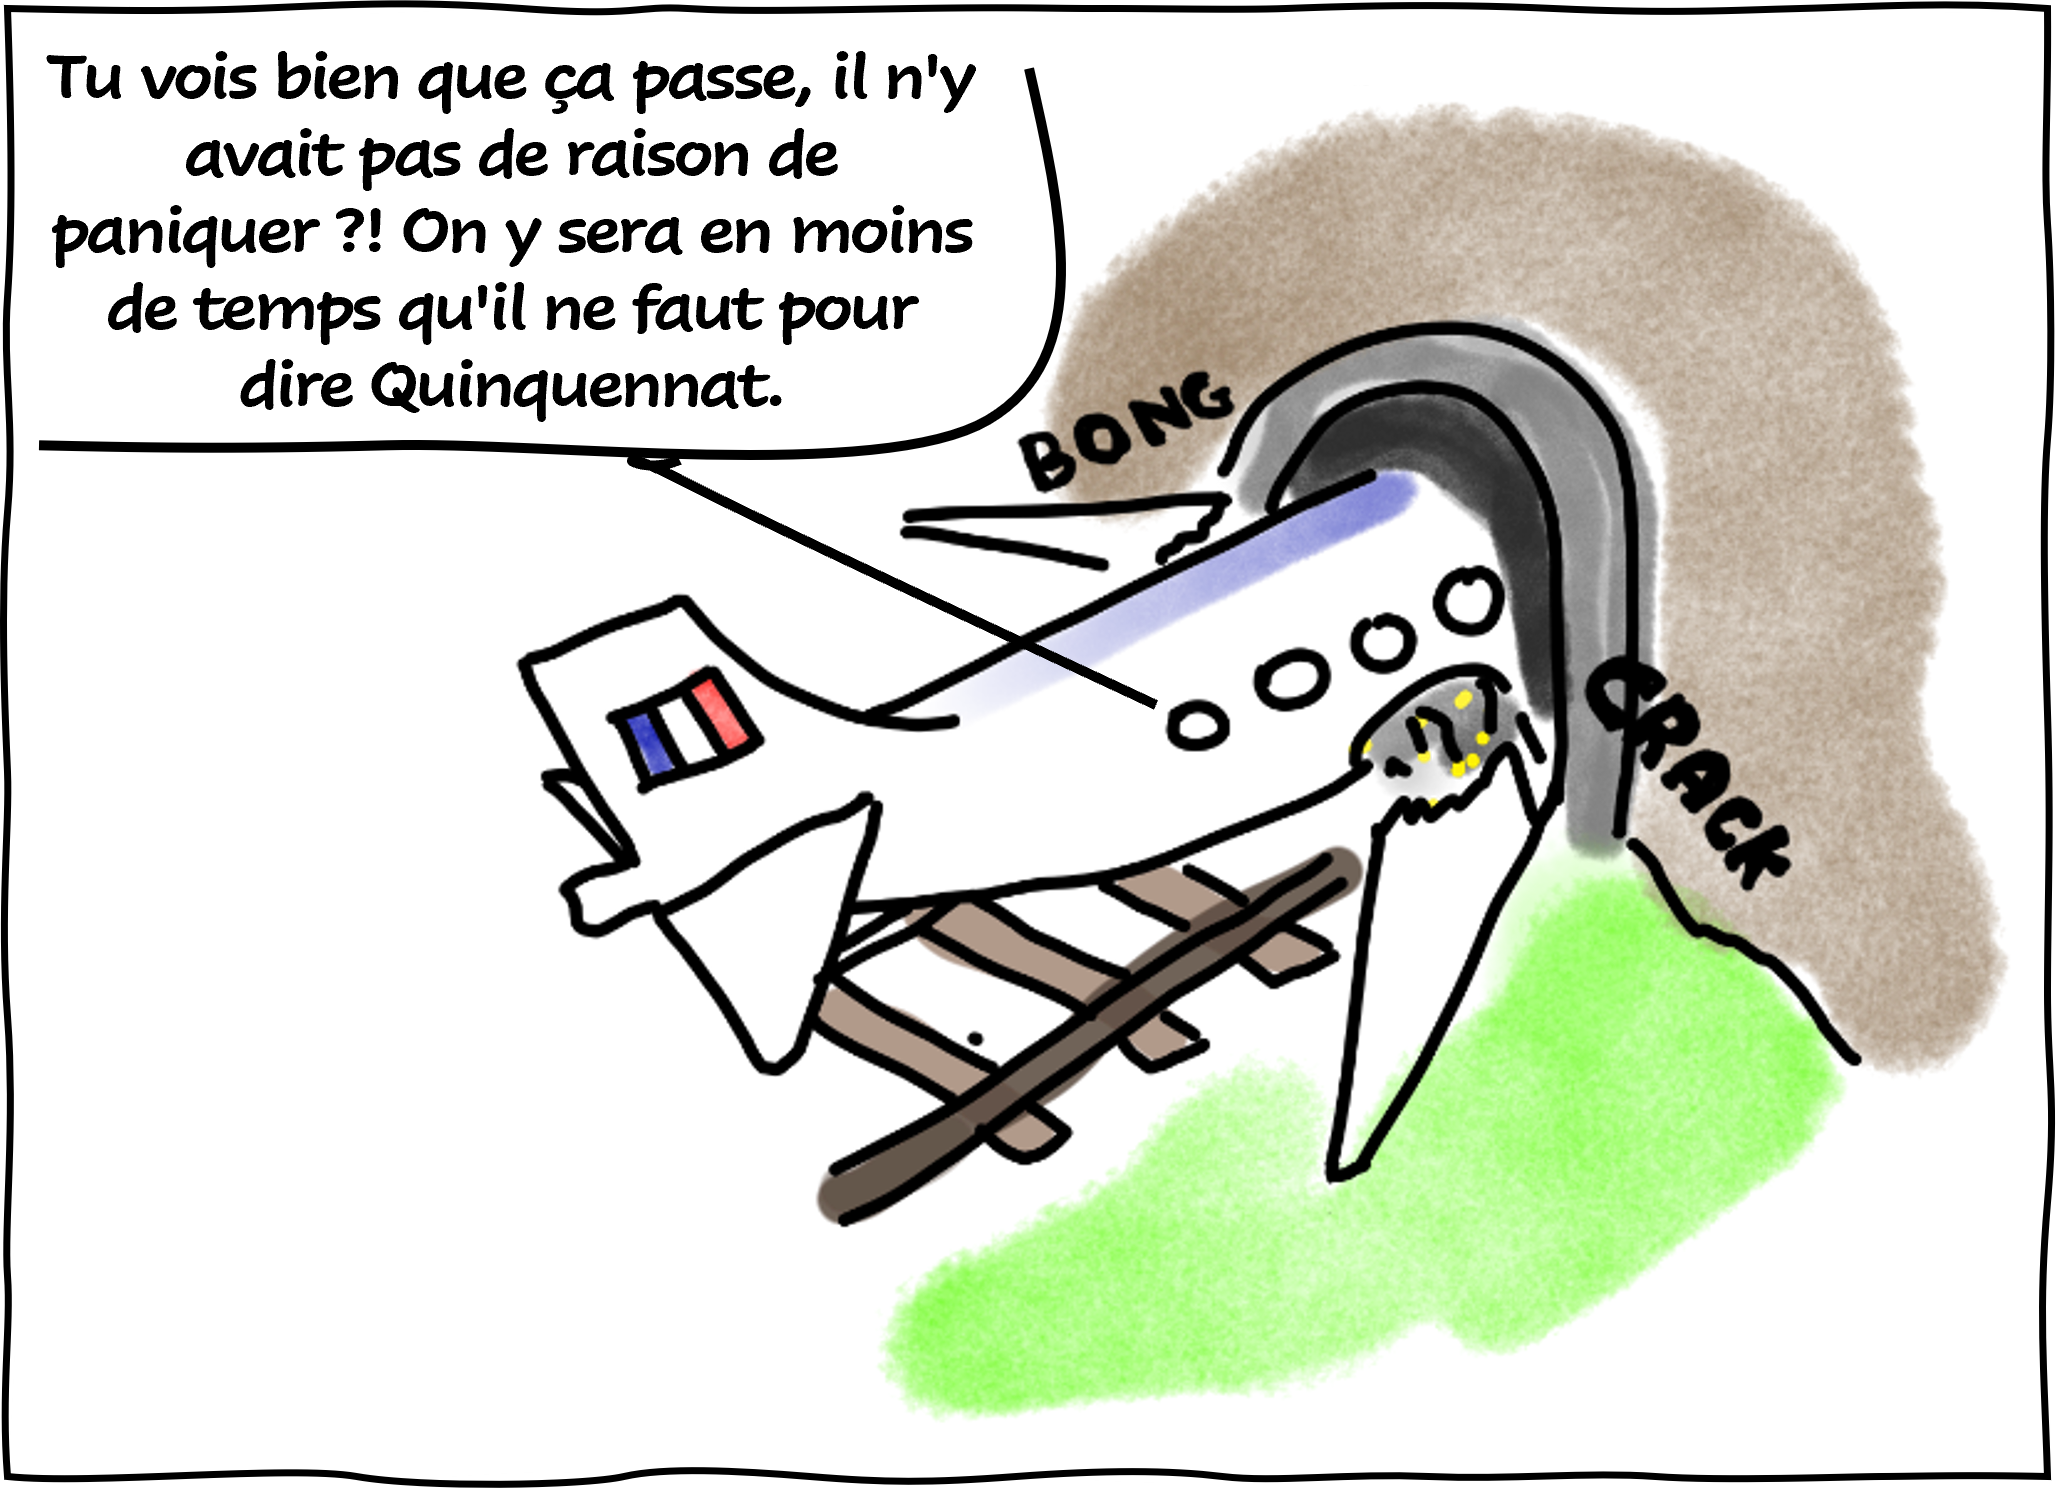 Tu vois bien que ça passe, il n'y
avait pas de raison de
paniquer ?! On y sera en moins
de temps qu'il ne faut pour
dire Quinquennat.
BONG
CRACK